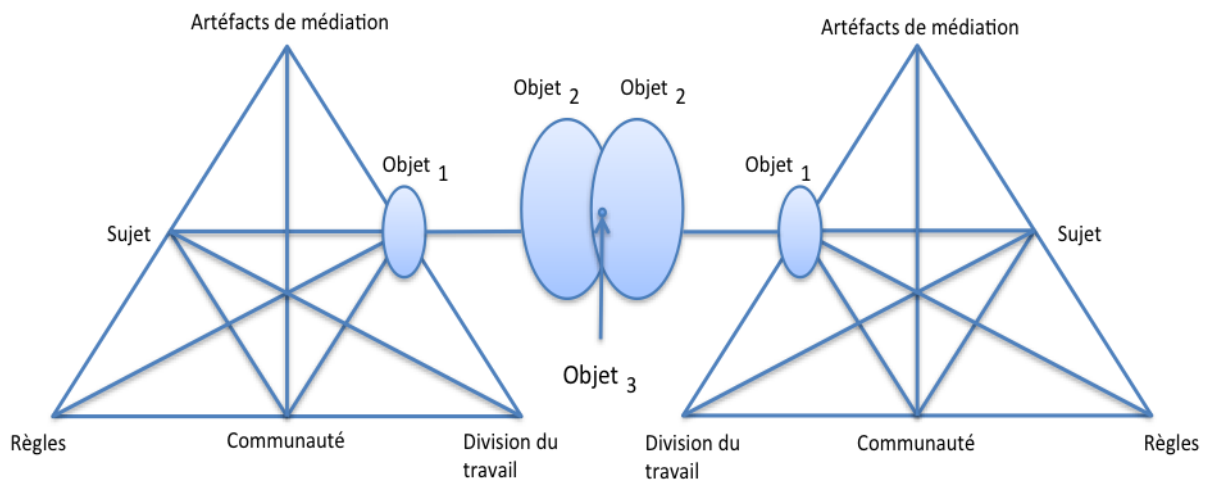 Artéfacts de médiation
Artéfacts de médiation
Objet 2
Objet 2
Objet 1
Objet 1
Sujet
Sujet
Objet 3
Règles
Communauté
Division du
travail
Division du
travail
Communauté
Règles